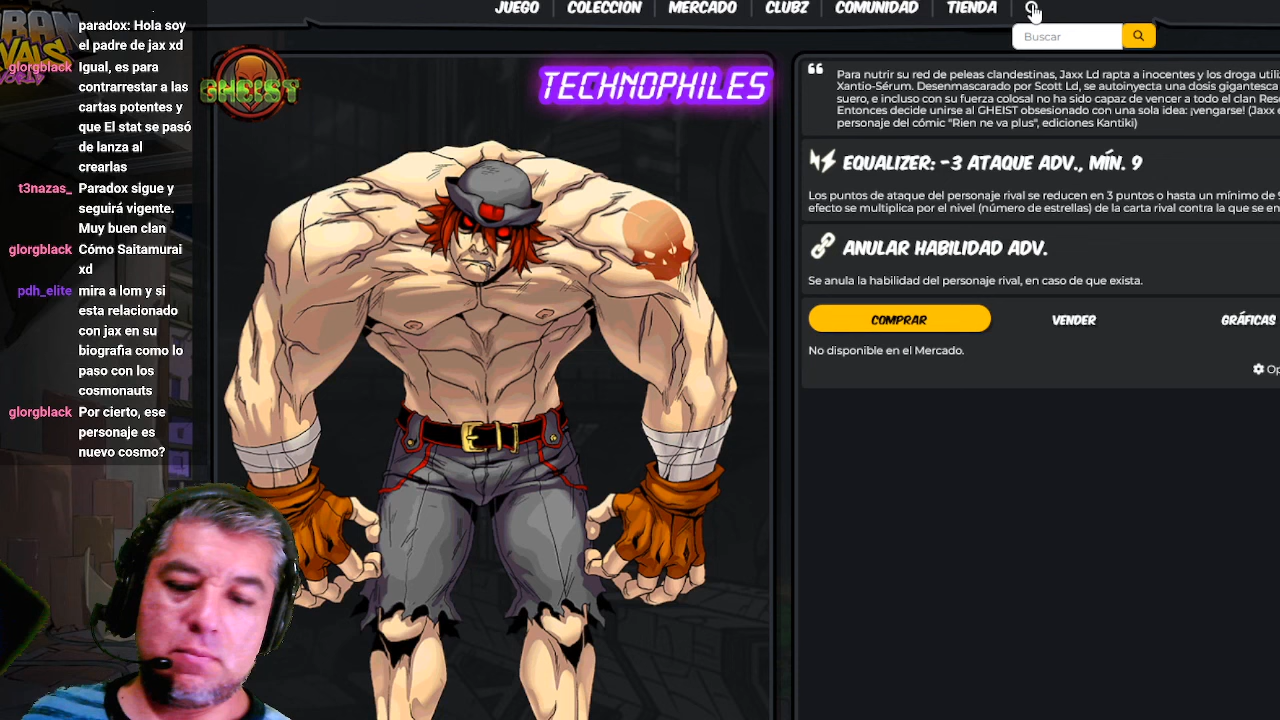 JUEGO COLECCIÓN MERCADO CLUBZ COMUNIDAD TIENDA
Buscar
paradox: Hola soy
el padre de jax xd
glorgblack Igual, es para
contrarrestar a las
cartas potentes y
que El stat se pasó
de lanza al
crearlas
t3nazas_ Paradox sigue y
seguirá vigente.
Muy buen clan
glorgblack Cómo Saitamurai
xd
pdh_elite mira a lom y si
esta relacionado
con jax en su
biografia como lo
paso con los
cosmonauts
glorgblack Por cierto, ese
personaje es
nuevo cosmo?
GHEIST
TECHNOPHILES
Para nutrir su red de peleas clandestinas, Jaxx Ld rapta a inocentes y los droga
Xantio-Sérum. Desenmascarado por Scott Ld, se autoinyecta una dosis gigantesca
suero, e incluso con su fuerza colosal no ha sido capaz de vencer a todo el clan
Entonces decide unirse al GHEIST obsesionado con una sola idea: ¡vengarse! (Jaxx
personaje del cómic "Rien ne va plus", ediciones Kantiki)
EQUALIZER: -3 ATAQUE ADV., MÍN. 9
Los puntos de ataque del personaje rival se reducen en 3 puntos o hasta un mínimo de
efecto se multiplica por el nivel (número de estrellas) de la carta rival contra la que se
ANULAR HABILIDAD ADV.
Se anula la habilidad del personaje rival, en caso de que exista.
COMPRAR VENDER GRÁFICAS
No disponible en el Mercado.